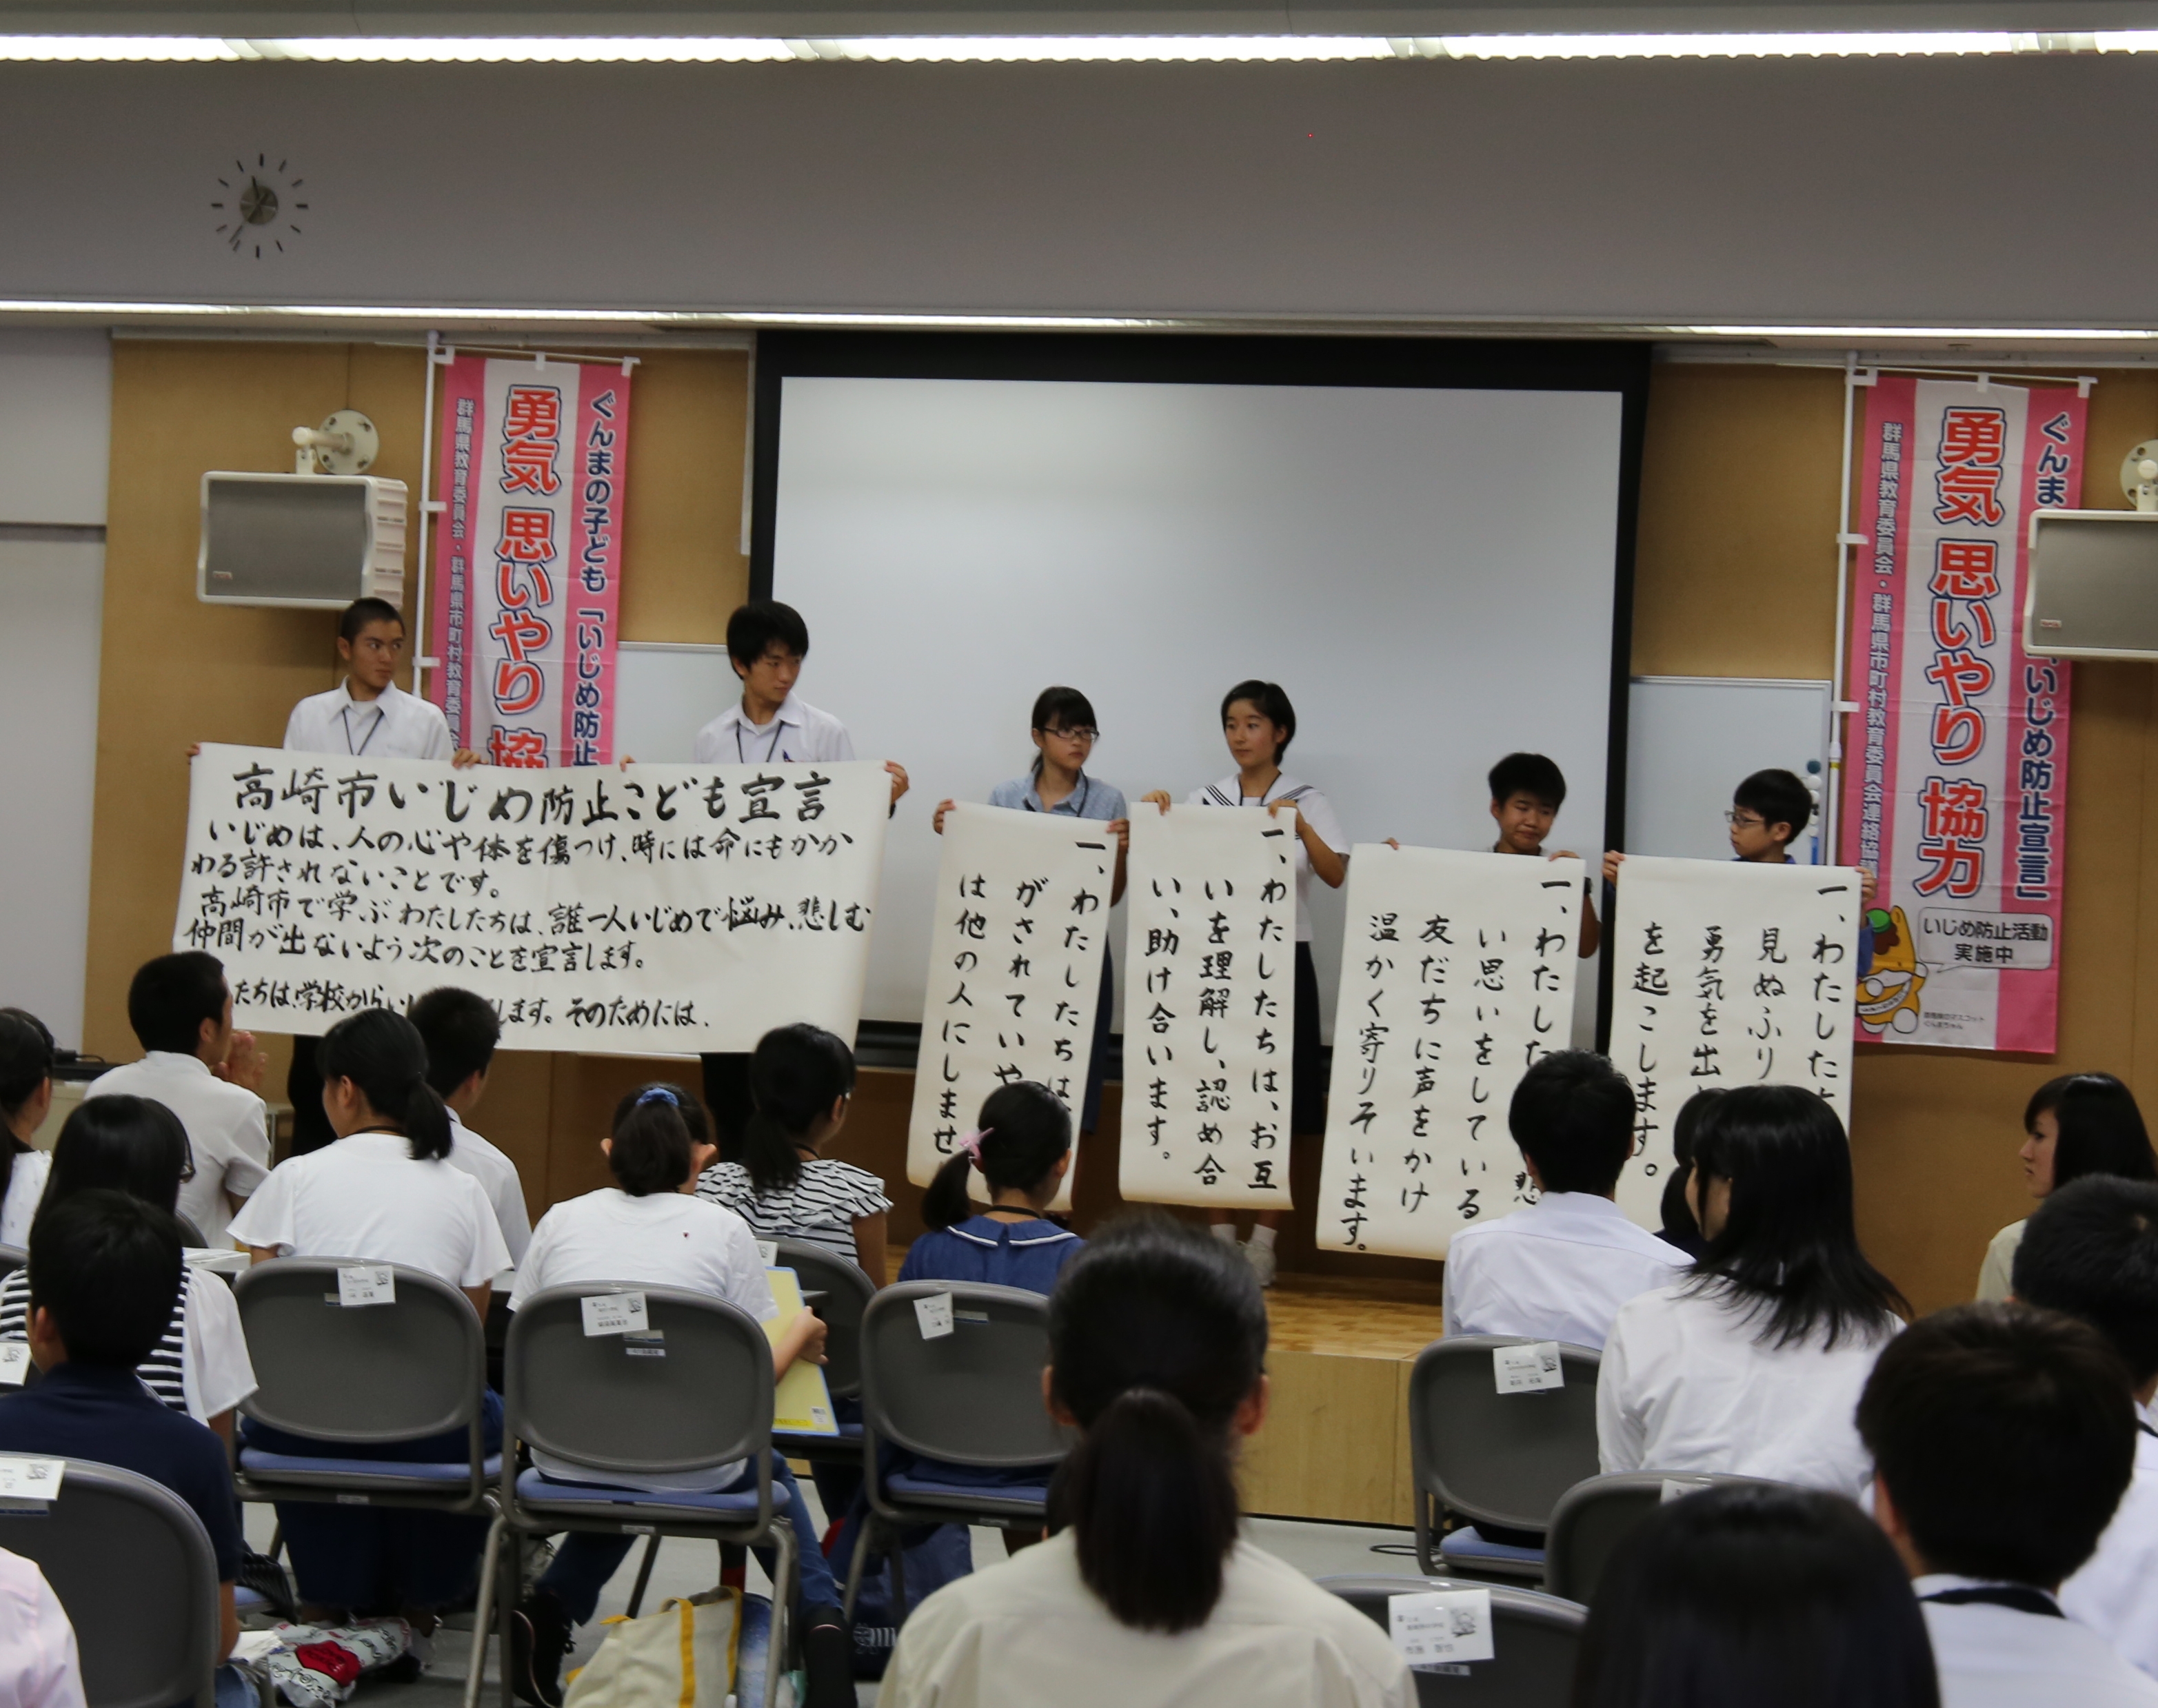 高崎市いじめ防止こども宣言
いじめは、人の心や体を傷つけ、時には命にもかか
わる許されないことです。
高崎市で学ぶわたしたちは、誰一人いじめで悩み、悲しむ
仲間が出ないよう次のことを宣言します。
たちは、学校からい
します。そのためには、
一、わたしたちは、
がされていや
は他の人にしませ
一、わたしたちは、お互
いを理解し、認め合
い、助け合います。
一、わたした
悲
い思いをしている
友だちに声をかけ
温かく寄りそいます。
一、わたした
見ぬふり
勇気を出
を起こします。
ぐんまの子ども「いじめ防止
勇気 思いやり 協
群馬県教育委員会・群馬県市町村教育委員会
ぐんま
いじめ防止宣言」
勇気 思いやり 協力
群馬県教育委員会・群馬県市町村教育委員会連絡協
いじめ防止活動
実施中